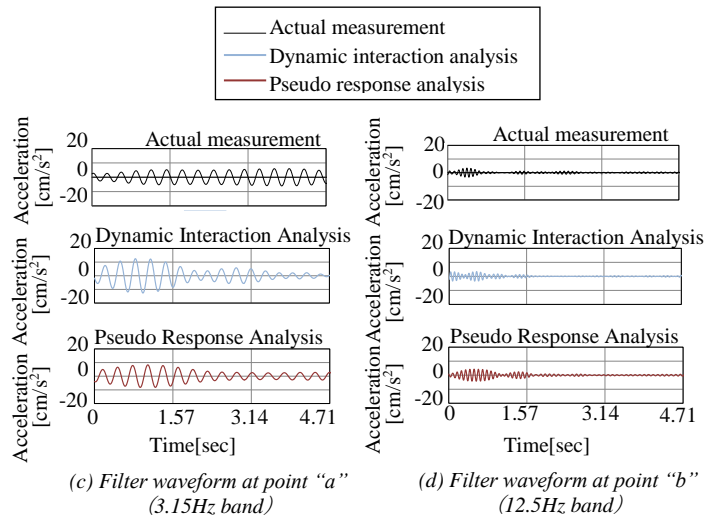 Actual measurement
Dynamic interaction analysis
Pseudo response analysis
Acceleration
[cm/s²]
20
0
-20
Actual measurement
Acceleration
[cm/s²]
20
0
-20
Dynamic Interaction Analysis
Acceleration
[cm/s²]
20
0
-20
Pseudo Response Analysis
0 1.57 3.14 4.71
Time[sec]
(c) Filter waveform at point “a”
(3.15Hz band)
Acceleration
[cm/s²]
20
0
-20
Actual measurement
Acceleration
[cm/s²]
20
0
-20
Dynamic Interaction Analysis
Acceleration
[cm/s²]
20
0
-20
Pseudo Response Analysis
0 1.57 3.14 4.71
Time[sec]
(d) Filter waveform at point “b”
(12.5Hz band)